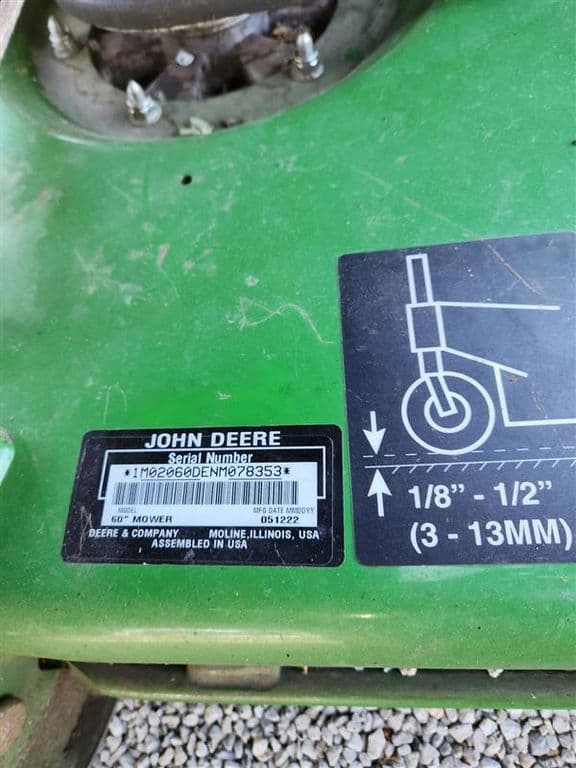 JOHN DEERE
Serial Number
*1M02060DENM078353*
MODEL MFG DATE MMDDYY
60" MOWER 051222
DEERE & COMPANY MOLINE, ILLINOIS, USA
ASSEMBLED IN USA
1/8" - 1/2"
(3 - 13MM)